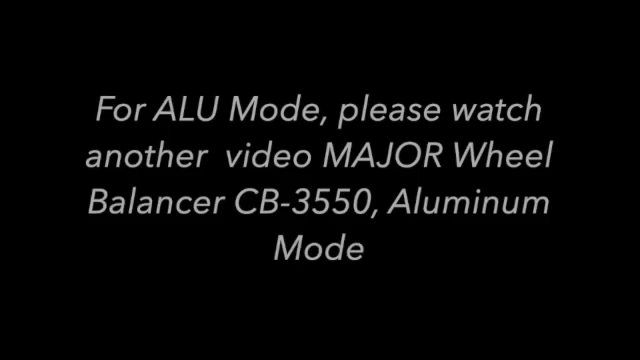 For ALU Mode, please watch
another  video MAJOR Wheel
Balancer CB-3550, Aluminum
Mode